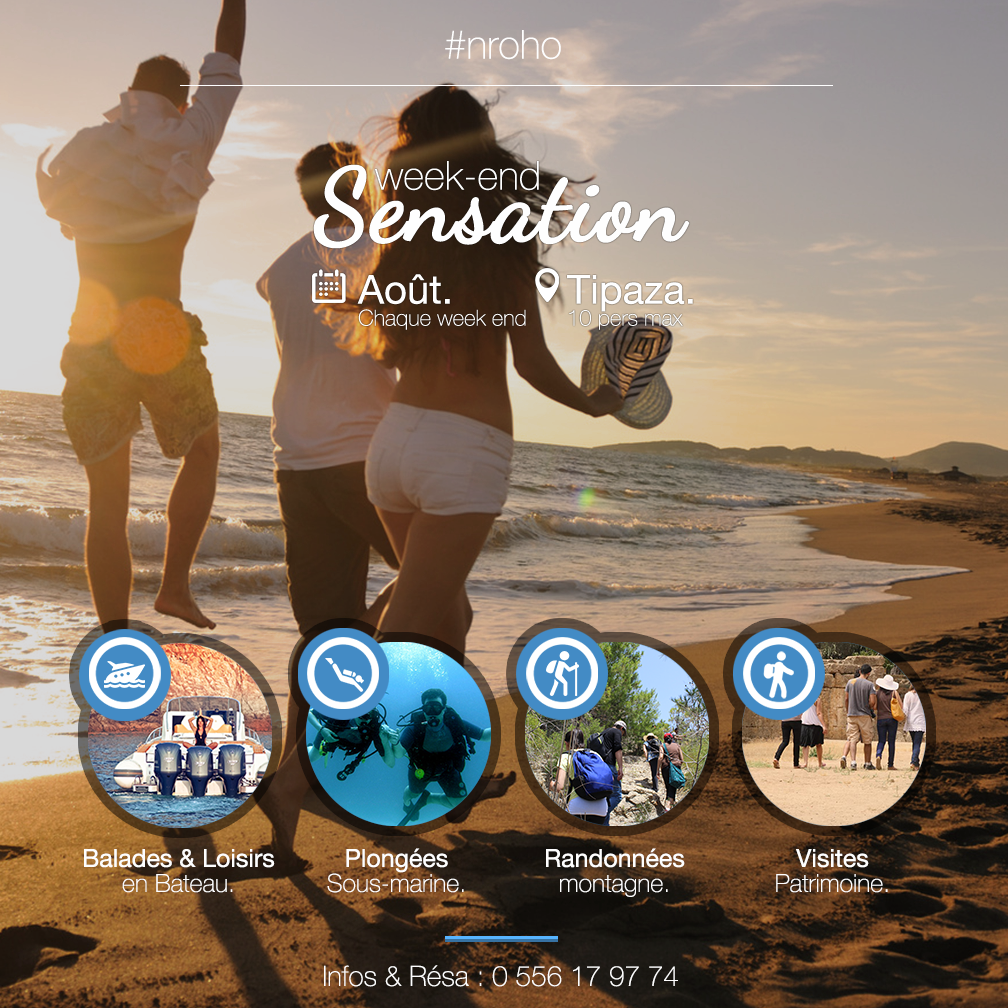 #nroho
week-end
Sensation
Août.
Chaque week end
Tipaza.
10 pers max
Balades & Loisirs
en Bateau.
Plongées
Sous-marine.
Randonnées
montagne.
Visites
Patrimoine.
Infos & Résa : 0 556 17 97 74